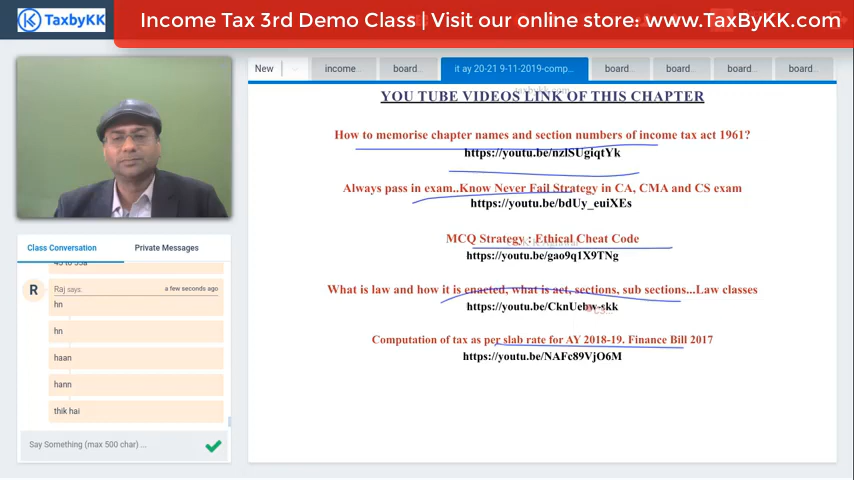 TaxbyKK
Income Tax 3rd Demo Class | Visit our online store: www.TaxByKK.com
New
income...
board...
it ay 20-21 9-11-2019-comp...
board...
board...
board...
board...
YOU TUBE VIDEOS LINK OF THIS CHAPTER
How to memorise chapter names and section numbers of income tax act 1961?
https://youtu.be/nzlSUgiqtYk
Always pass in exam..Know Never Fail Strategy in CA, CMA and CS exam
https://youtu.be/bdUy_euiXEs
MCQ Strategy : Ethical Cheat Code
https://youtu.be/gao9q1X9TNg
What is law and how it is enacted, what is act, sections, sub sections...Law classes
https://youtu.be/CknUebw-skk
Computation of tax as per slab rate for AY 2018-19. Finance Bill 2017
https://youtu.be/NAFc89VjO6M
Class Conversation
Private Messages
R
Raj says:
a few seconds ago
hn
hn
haan
hann
thik hai
Say Something (max 500 char) ...